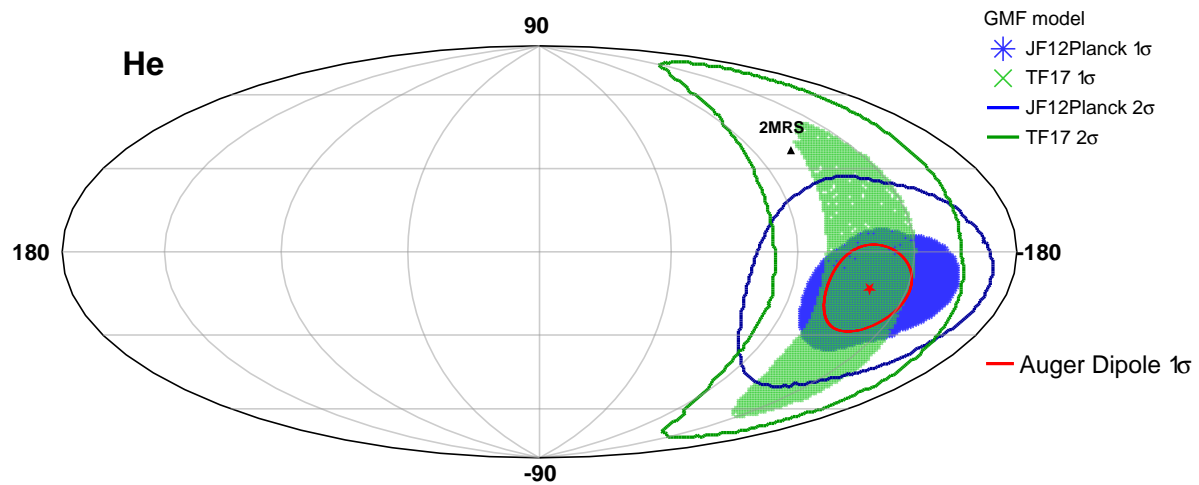 He
90
GMF model
JF12Planck 1σ
TF17 1σ
JF12Planck 2σ
TF17 2σ
2MRS
180
-180
Auger Dipole 1σ
-90